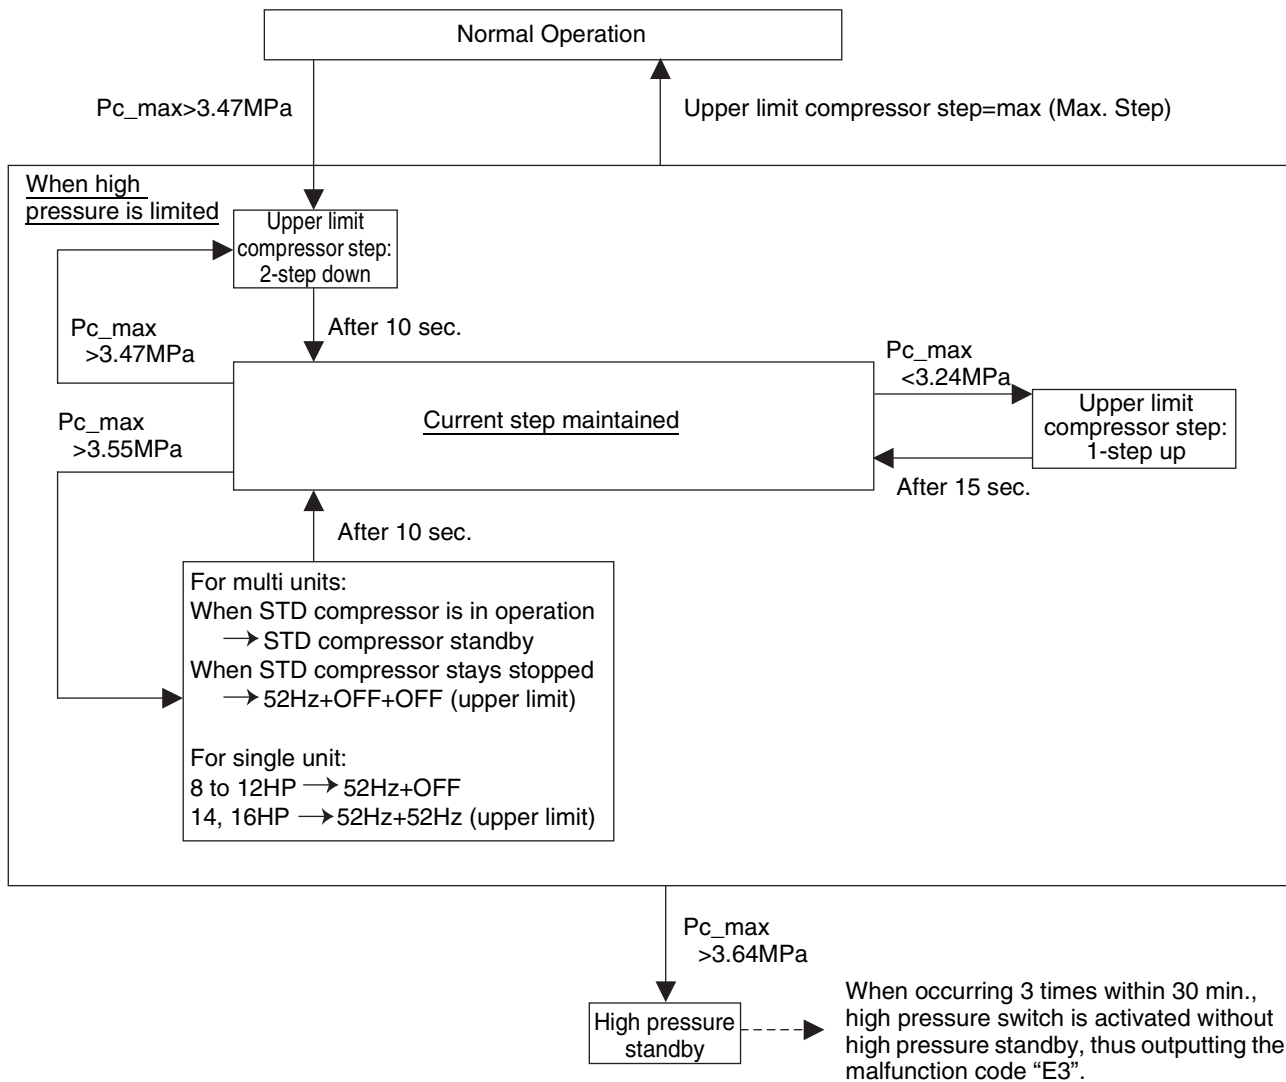 Normal Operation
Pc_max>3.47MPa
Upper limit compressor step=max (Max. Step)
When high
pressure is limited
Upper limit
compressor step:
2-step down
After 10 sec.
Pc_max
>3.47MPa
Pc_max
<3.24MPa
Current step maintained
Upper limit
compressor step:
1-step up
After 15 sec.
Pc_max
>3.55MPa
After 10 sec.
For multi units:
When STD compressor is in operation
→ STD compressor standby
When STD compressor stays stopped
→ 52Hz+OFF+OFF (upper limit)
For single unit:
8 to 12HP → 52Hz+OFF
14, 16HP → 52Hz+52Hz (upper limit)
Pc_max
>3.64MPa
High pressure
standby
When occurring 3 times within 30 min.,
high pressure switch is activated without
high pressure standby, thus outputting the
malfunction code “E3”.